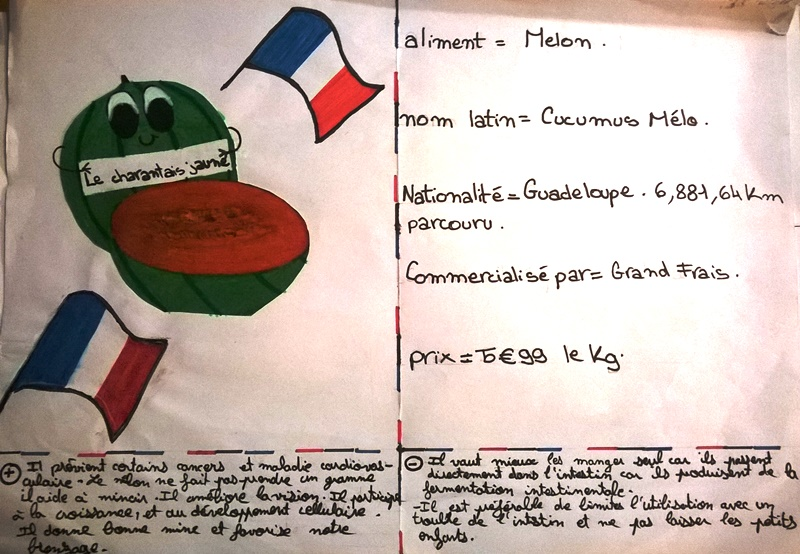 Le charantais jaune
aliment = Melon.
nom latin = Cucumus Mélo.
Nationalité = Guadeloupe. 6,881,64 Km
parcouru.
Commercialisé par = Grand Frais.
prix = 5€99 le Kg.
+ Il prévient certains cancers et maladie cardiovas-
culaire. Le melon ne fait pas prendre un gramme
il aide à mincir. Il améliore la vision. Il participe
à la croissance, et au développement cellulaire.
Il donne bonne mine et favorise notre
bronzage.
- Il vaut mieux les manger seul car ils passent
directement dans l'intestin car ils produisent de la
fermentation intestimentale.
- Il est préférable de limites l'utilisation avec un
trouble de l'intstin et ne pas laisser les petits
enfants.